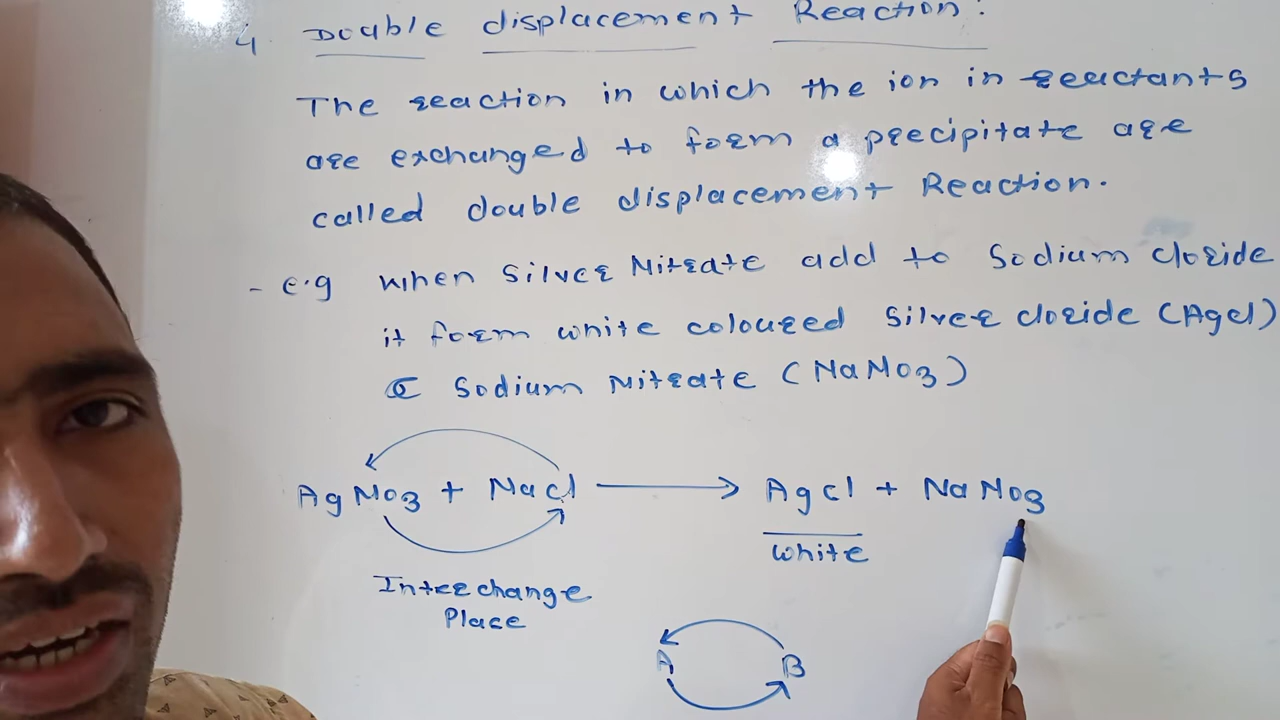 4 Double displacement Reaction:
The reaction in which the ion in reactants
are exchanged to form a precipitate are
called double displacement Reaction.
- e.g when Silver Nitrate add to Sodium Cloride
it form white coloured Silver cloride (Agcl)
& Sodium Nitrate (NaNo3)
AgNo3 + Nacl → Agcl + NaNo3
white
Interchange
Place
A B